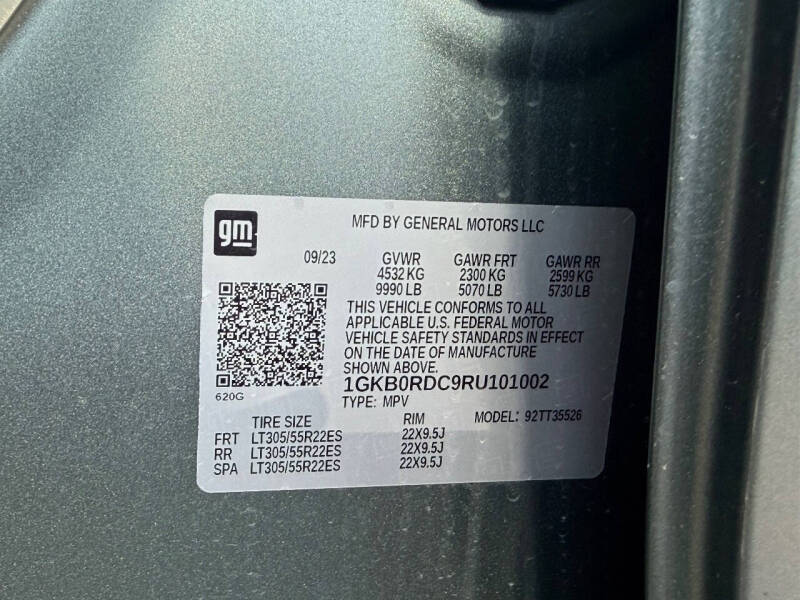 gm
MFD BY GENERAL MOTORS LLC
09/23 GVWR GAWR FRT GAWR RR
4532 KG 2300 KG 2599 KG
9990 LB 5070 LB 5730 LB
THIS VEHICLE CONFORMS TO ALL
APPLICABLE U.S. FEDERAL MOTOR
VEHICLE SAFETY STANDARDS IN EFFECT
ON THE DATE OF MANUFACTURE
SHOWN ABOVE.
1GKB0RDC9RU101002
620G
TYPE: MPV
TIRE SIZE RIM MODEL: 92TT35526
FRT LT305/55R22ES 22X9.5J
RR LT305/55R22ES 22X9.5J
SPA LT305/55R22ES 22X9.5J